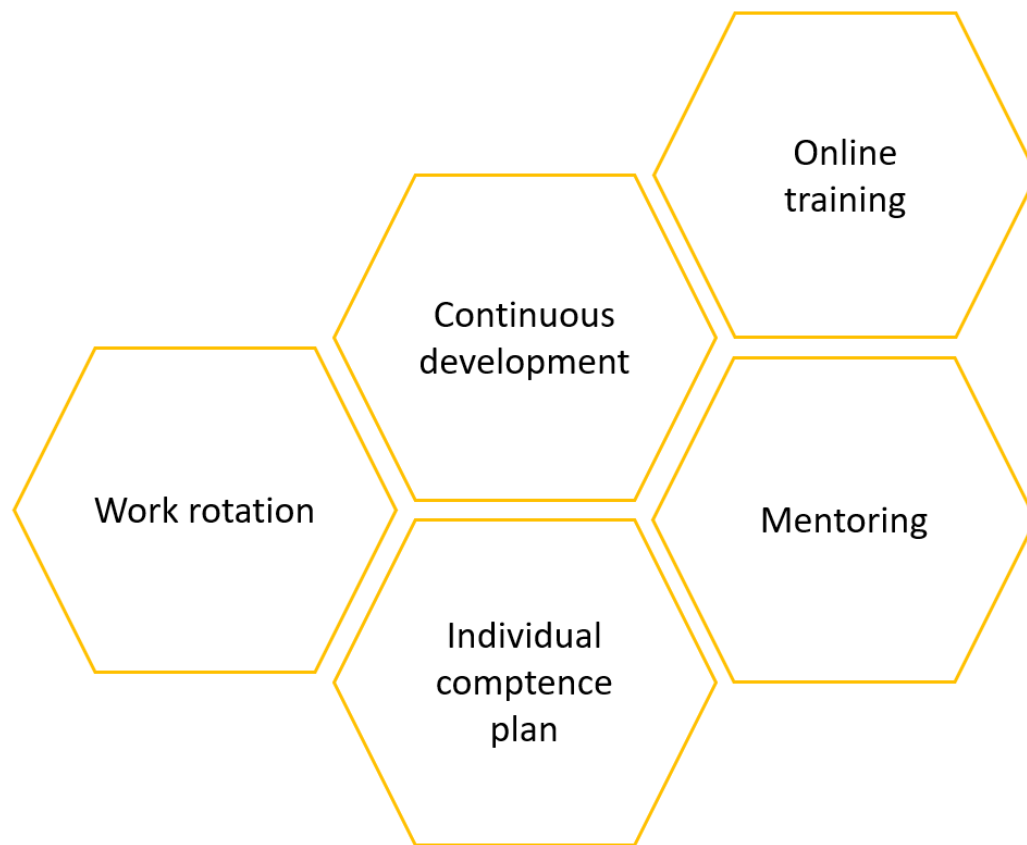 Online
training
Continuous
development
Work rotation
Mentoring
Individual
comptence
plan